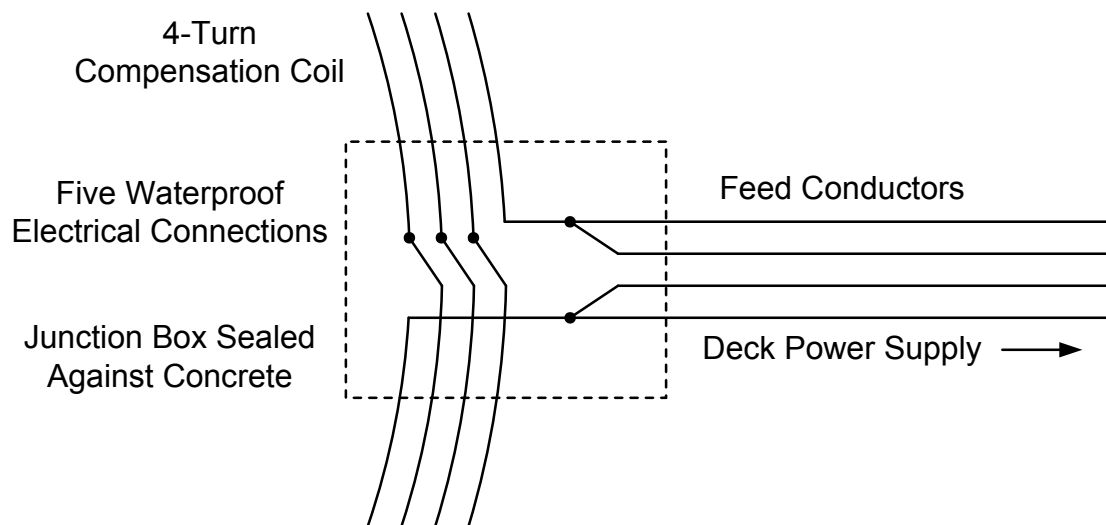 4-Turn
Compensation Coil
Five Waterproof
Electrical Connections
Feed Conductors
Junction Box Sealed
Against Concrete
Deck Power Supply